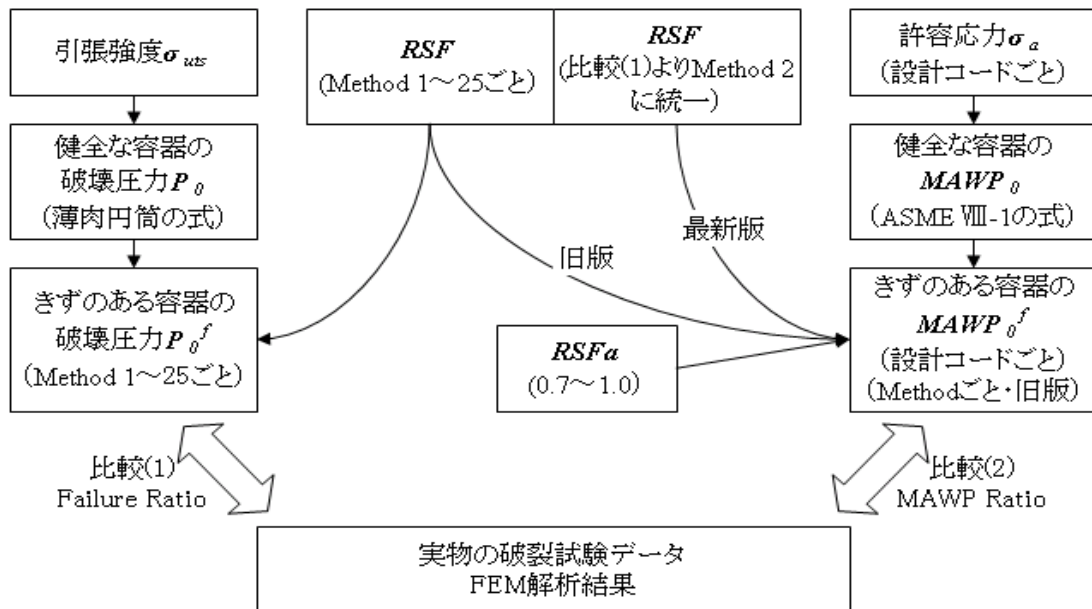 引張強度σuts
健全な容器の
破壊圧力P0
(薄肉円筒の式)
きずのある容器の
破壊圧力P0f
(Method 1～25ごと)
RSF
(Method 1～25ごと)
RSF
(比較(1)よりMethod 2
に統一)
許容応力σa
(設計コードごと)
健全な容器の
MAWP0
(ASME Ⅷ-1の式)
きずのある容器の
MAWP0f
(設計コードごと)
(Methodごと・旧版)
旧版
最新版
RSFa
(0.7～1.0)
比較(1)
Failure Ratio
比較(2)
MAWP Ratio
実物の破裂試験データ
FEM解析結果